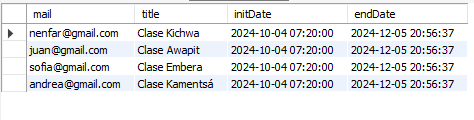 mail title initDate endDate
nenfar@gmail.com Clase Kichwa 2024-10-04 07:20:00 2024-12-05 20:56:37
juan@gmail.com Clase Awapit 2024-10-04 07:20:00 2024-12-05 20:56:37
sofia@gmail.com Clase Embera 2024-10-04 07:20:00 2024-12-05 20:56:37
andrea@gmail.com Clase Kamentsá 2024-10-04 07:20:00 2024-12-05 20:56:37